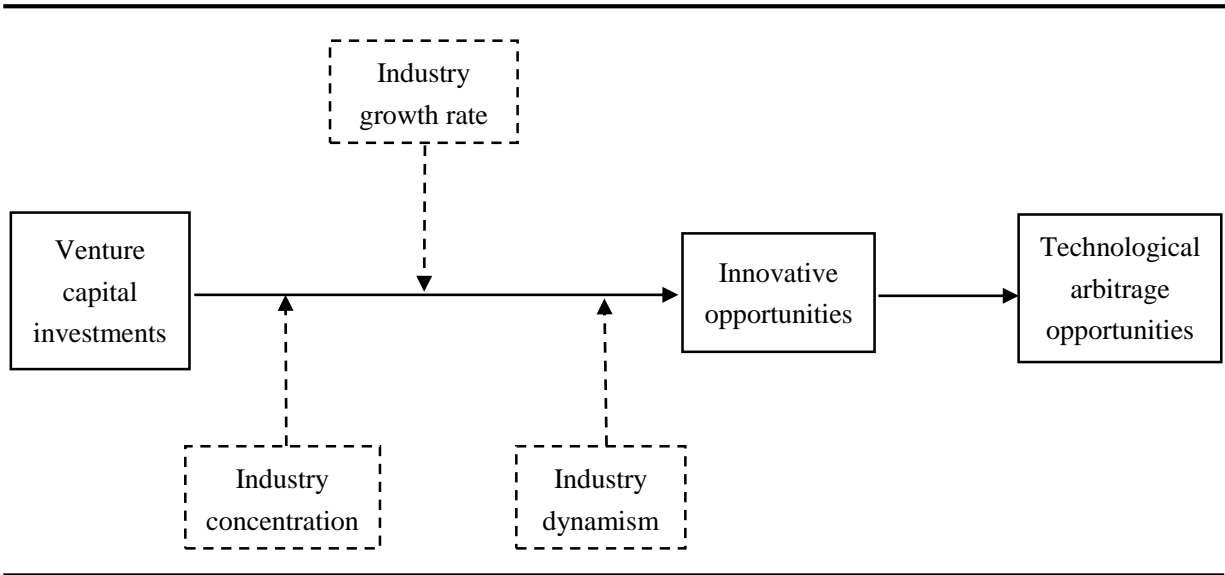 Industry
growth rate
Venture
capital
investments
Innovative
opportunities
Technological
arbitrage
opportunities
Industry
concentration
Industry
dynamism